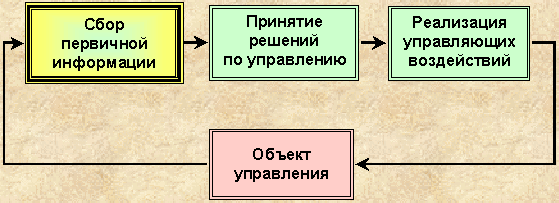 Сбор
первичной
информации
Принятие
решений
по управлению
Реализация
управляющих
воздействий
Объект
управления